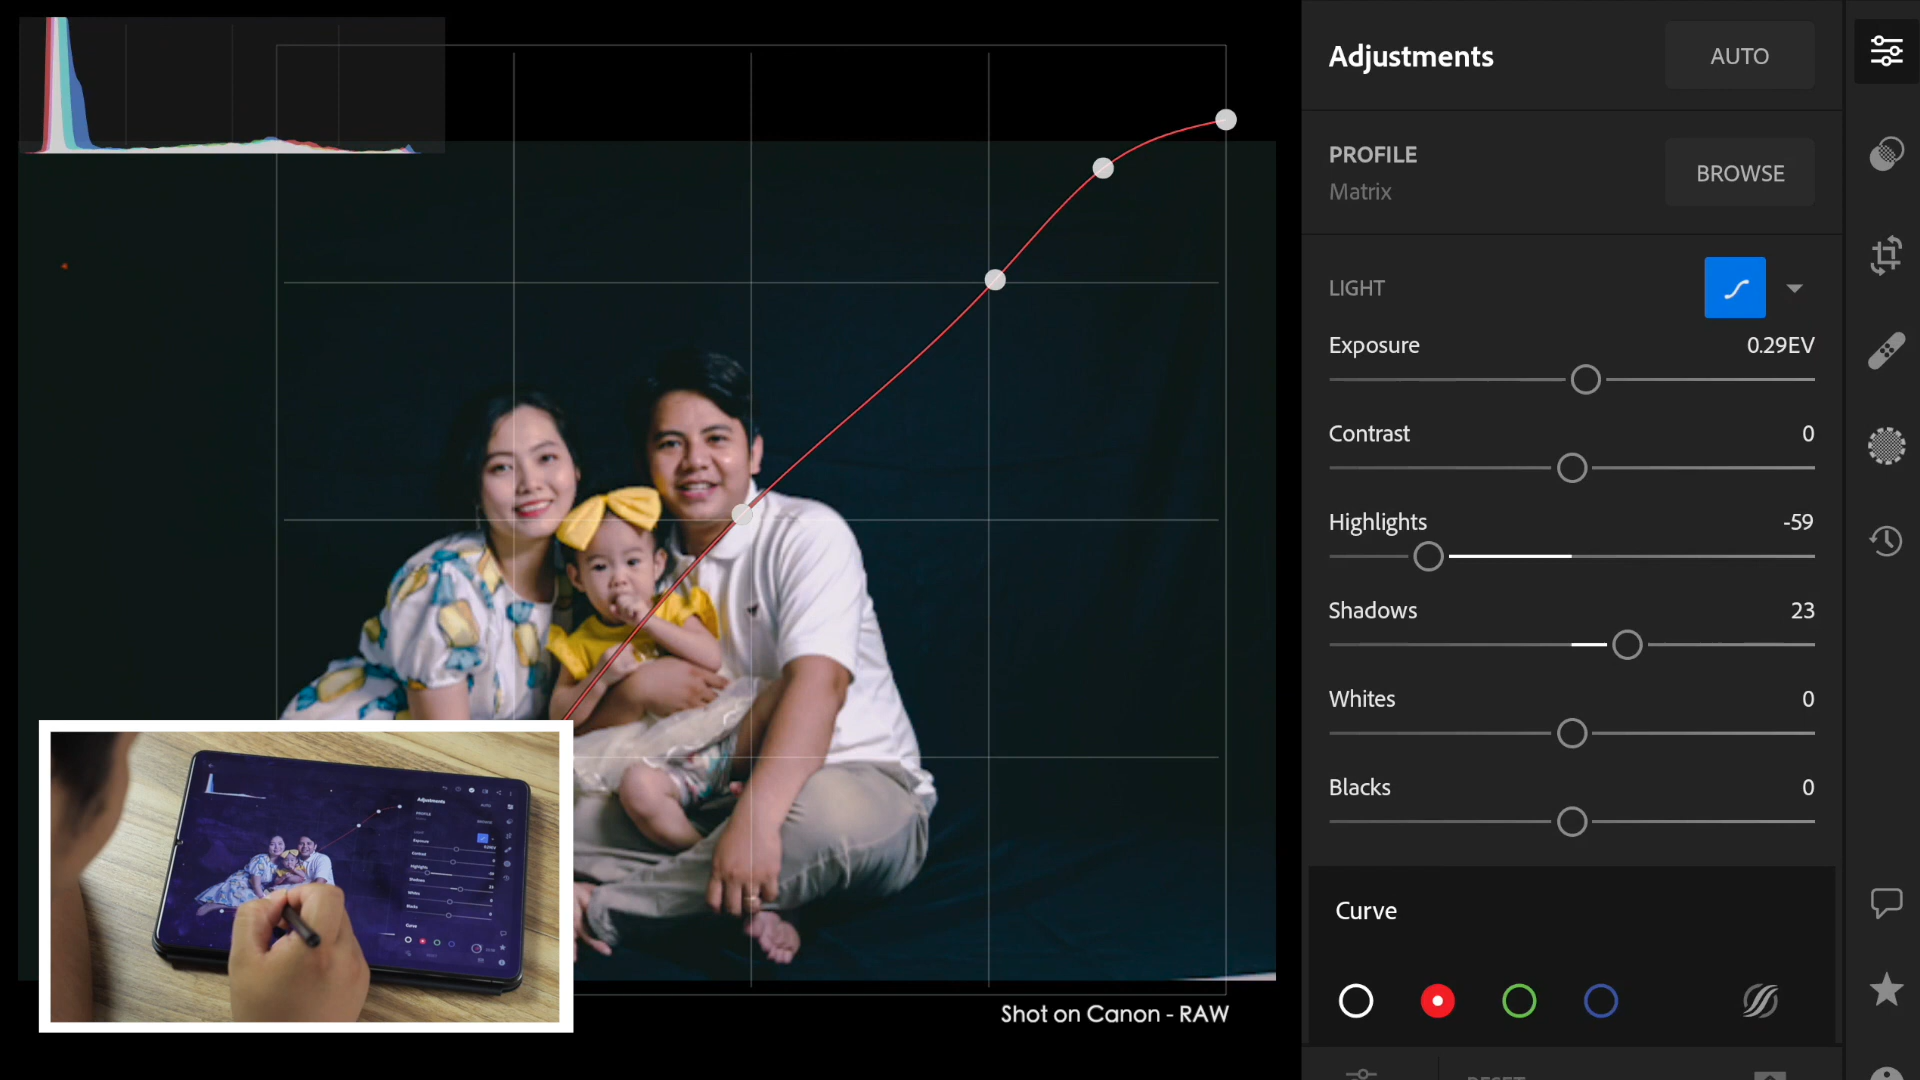 Adjustments
AUTO
PROFILE
BROWSE
Matrix
LIGHT
Exposure
0.29EV
Contrast
0
Highlights
-59
Shadows
23
Whites
0
Blacks
0
Curve
Shot on Canon - RAW